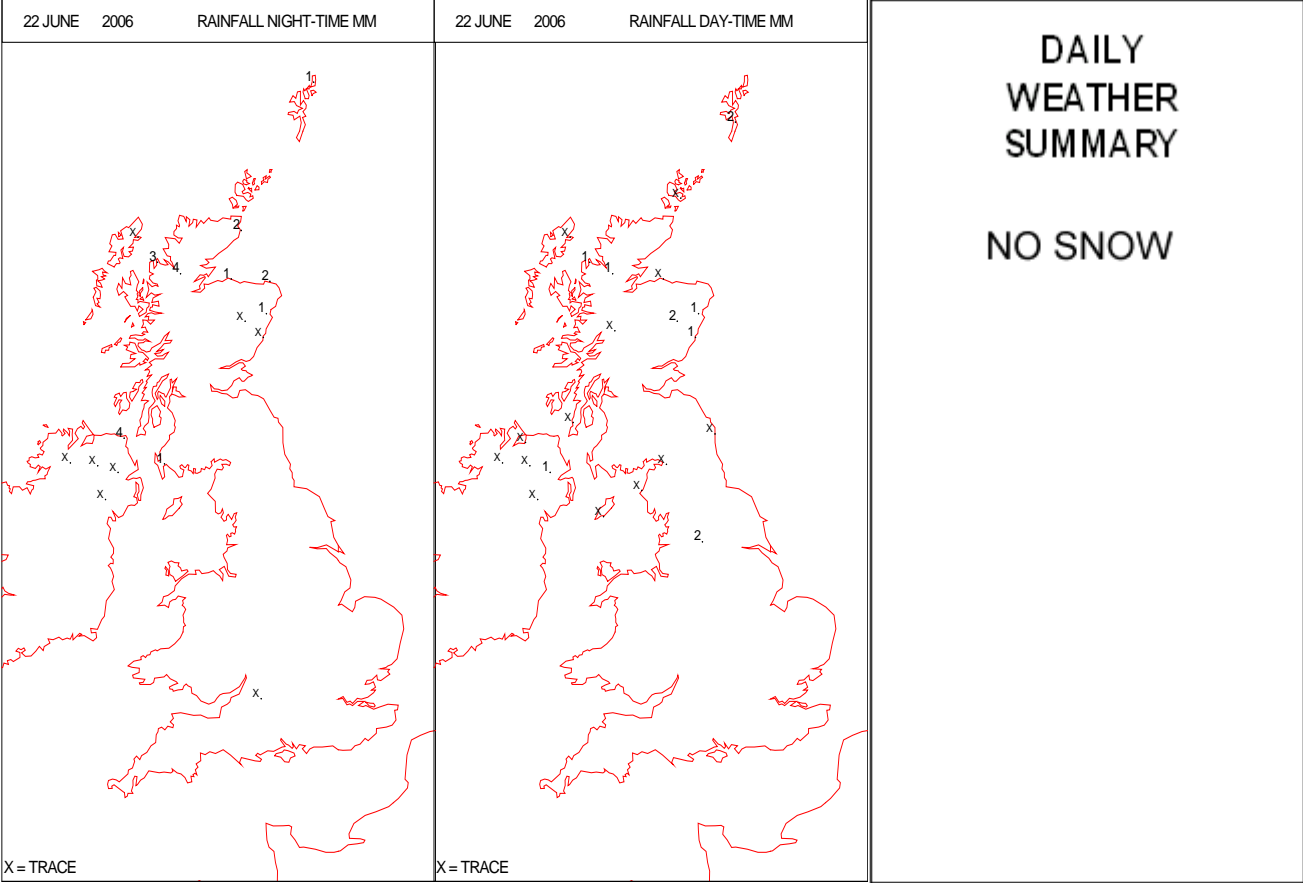 22 JUNE 2006 RAINFALL NIGHT-TIME MM
1
2
X
3
4
1
2
1
X
X
4
X
X
X
1
X
X
X = TRACE
22 JUNE 2006 RAINFALL DAY-TIME MM
2
X
X
1
1
X
1
2
X
1
X
X
X
X
X
1
X
X
X
X
2
X = TRACE
DAILY
WEATHER
SUMMARY
NO SNOW